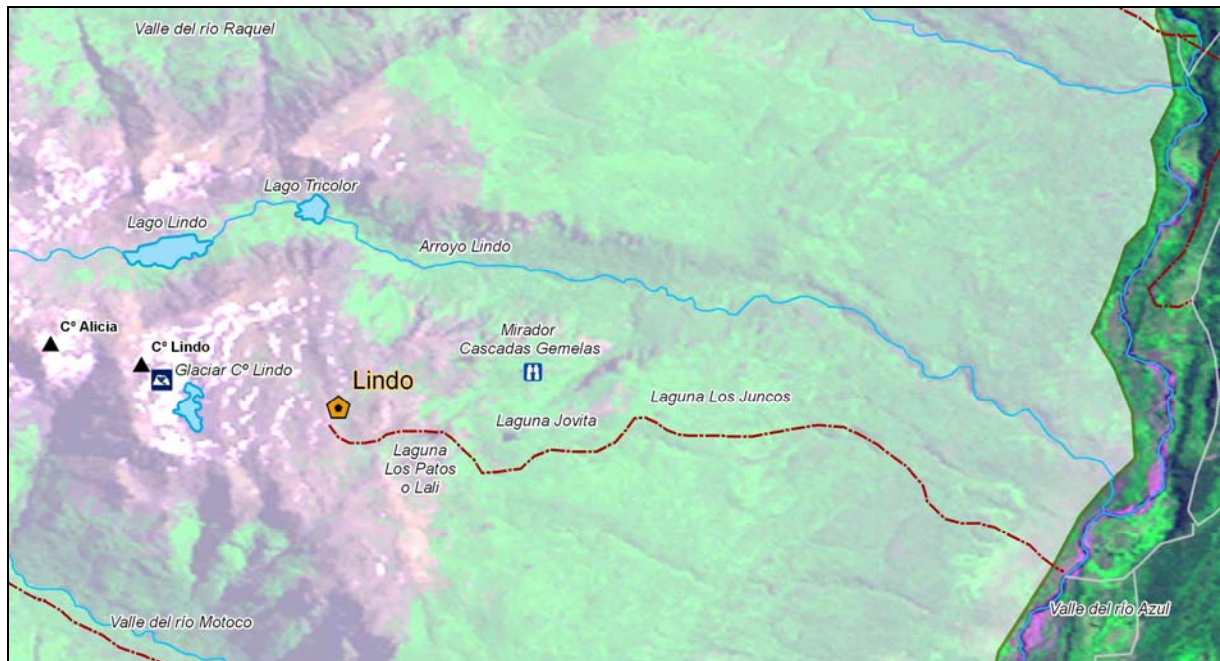 Valle del río Raquel
Lago Tricolor
Lago Lindo
Arroyo Lindo
Cº Alicia
Cº Lindo
Glaciar Cº Lindo
Mirador
Cascadas Gemelas
Lindo
Laguna Los Juncos
Laguna Jovita
Laguna
Los Patos
o Lali
Valle del río Motoco
Valle del río Azul